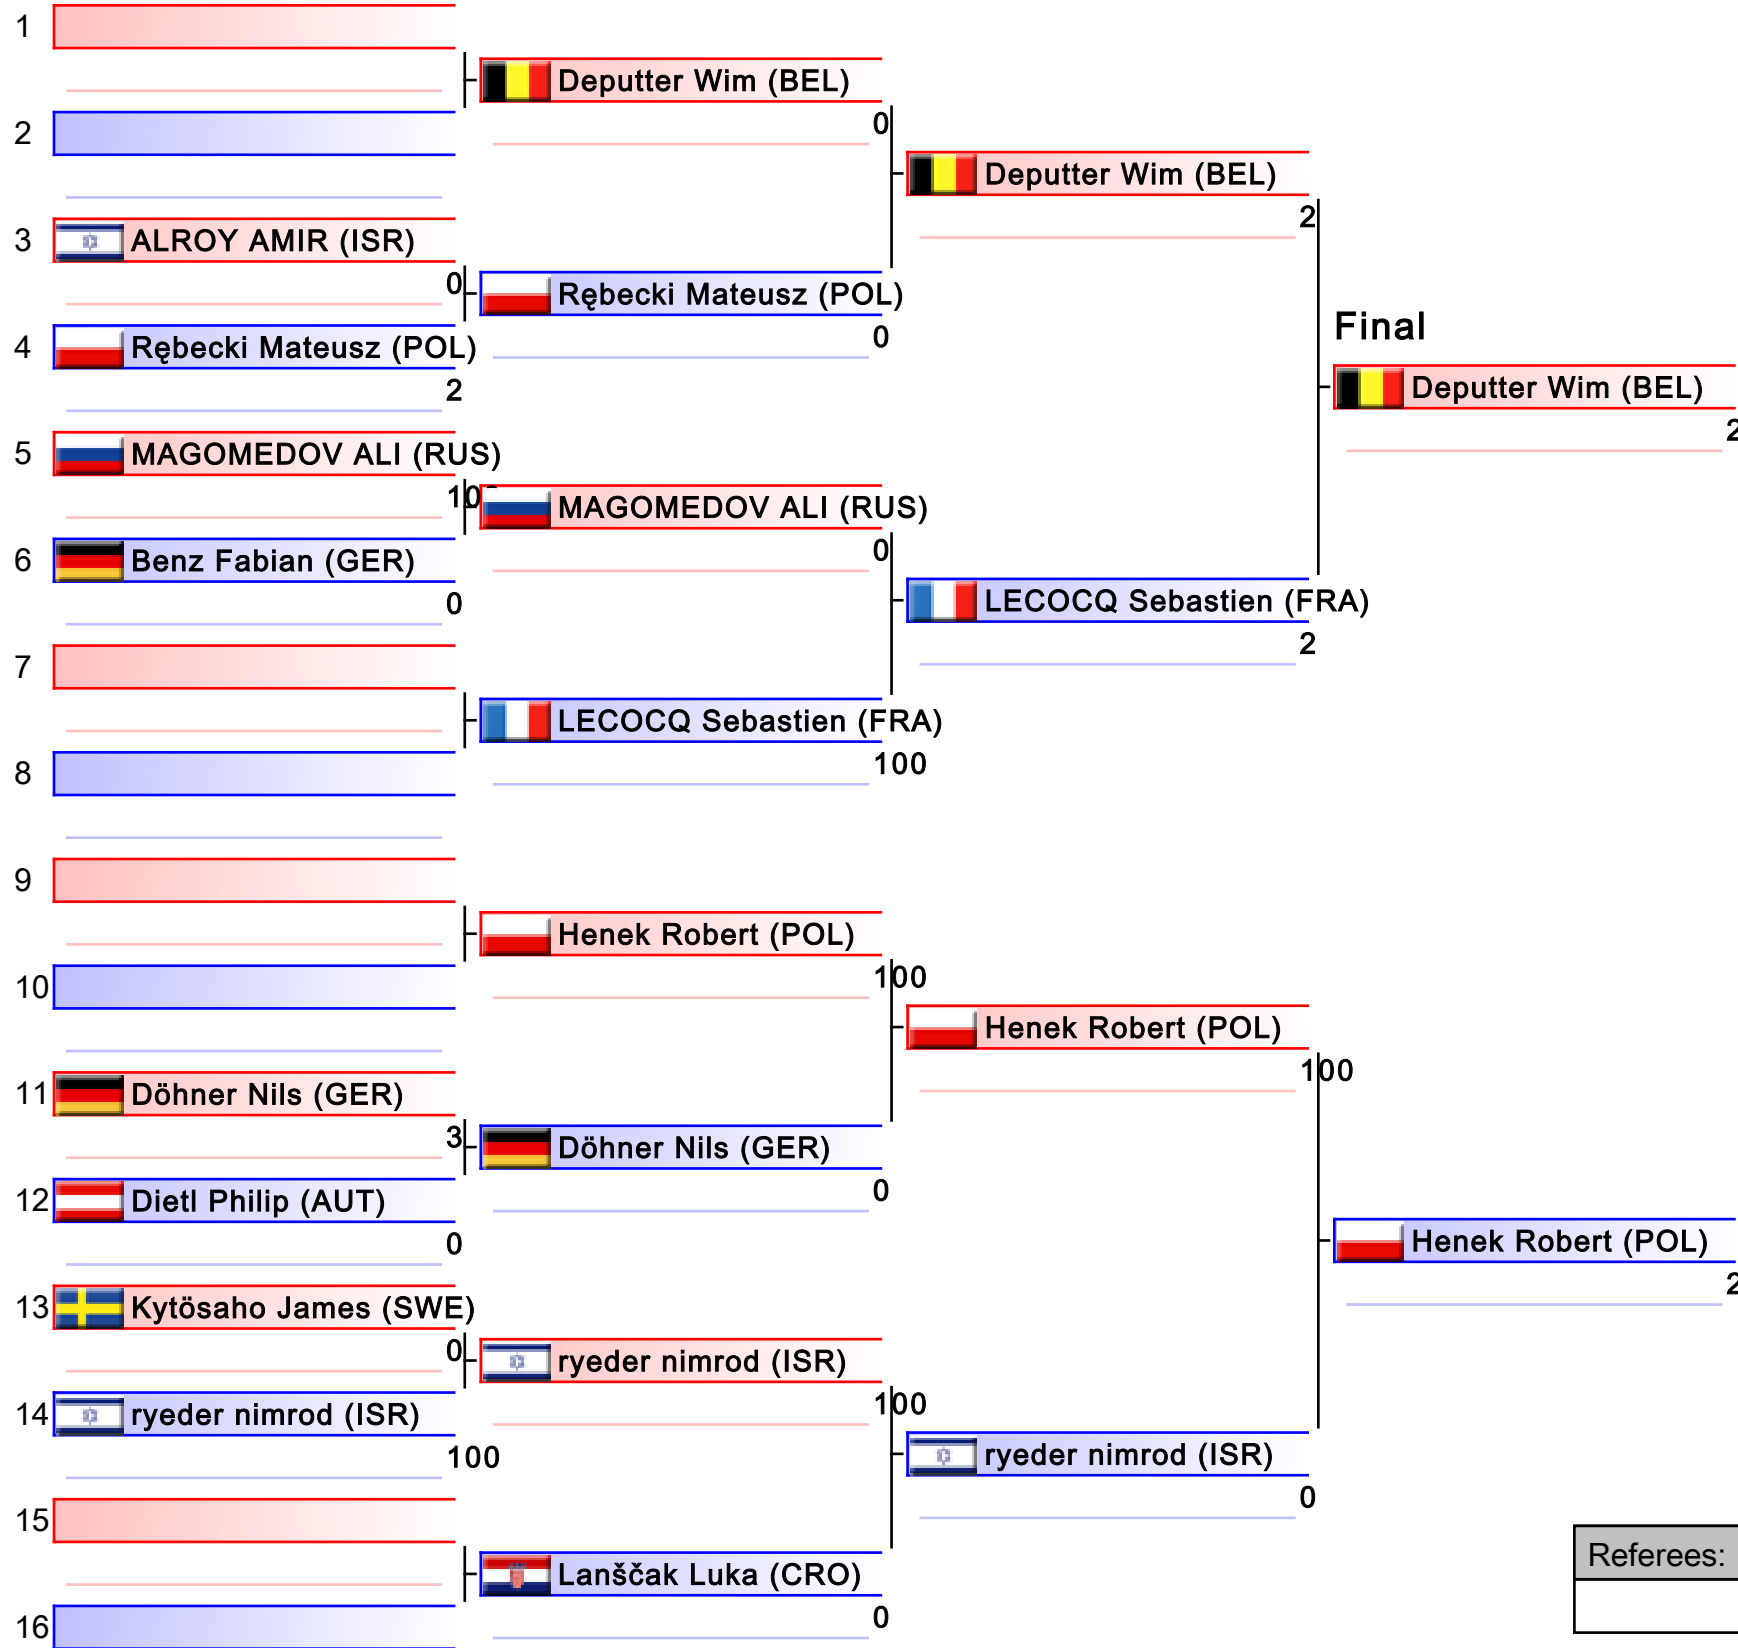 1
Deputter Wim (BEL)
2
0
Deputter Wim (BEL)
2
3 ALROY AMIR (ISR)
0
Rębecki Mateusz (POL)
0
4 Rębecki Mateusz (POL)
2
Final
Deputter Wim (BEL)
2
5 MAGOMEDOV ALI (RUS)
100
MAGOMEDOV ALI (RUS)
0
6 Benz Fabian (GER)
0
LECOCQ Sebastien (FRA)
2
7
LECOCQ Sebastien (FRA)
100
8
9
Henek Robert (POL)
100
10
Henek Robert (POL)
100
11 Döhner Nils (GER)
3
Döhner Nils (GER)
0
12 Dietl Philip (AUT)
0
Henek Robert (POL)
2
13 Kytösaho James (SWE)
0
ryeder nimrod (ISR)
100
14 ryeder nimrod (ISR)
100
ryeder nimrod (ISR)
0
15
Lanščak Luka (CRO)
0
16
Referees: